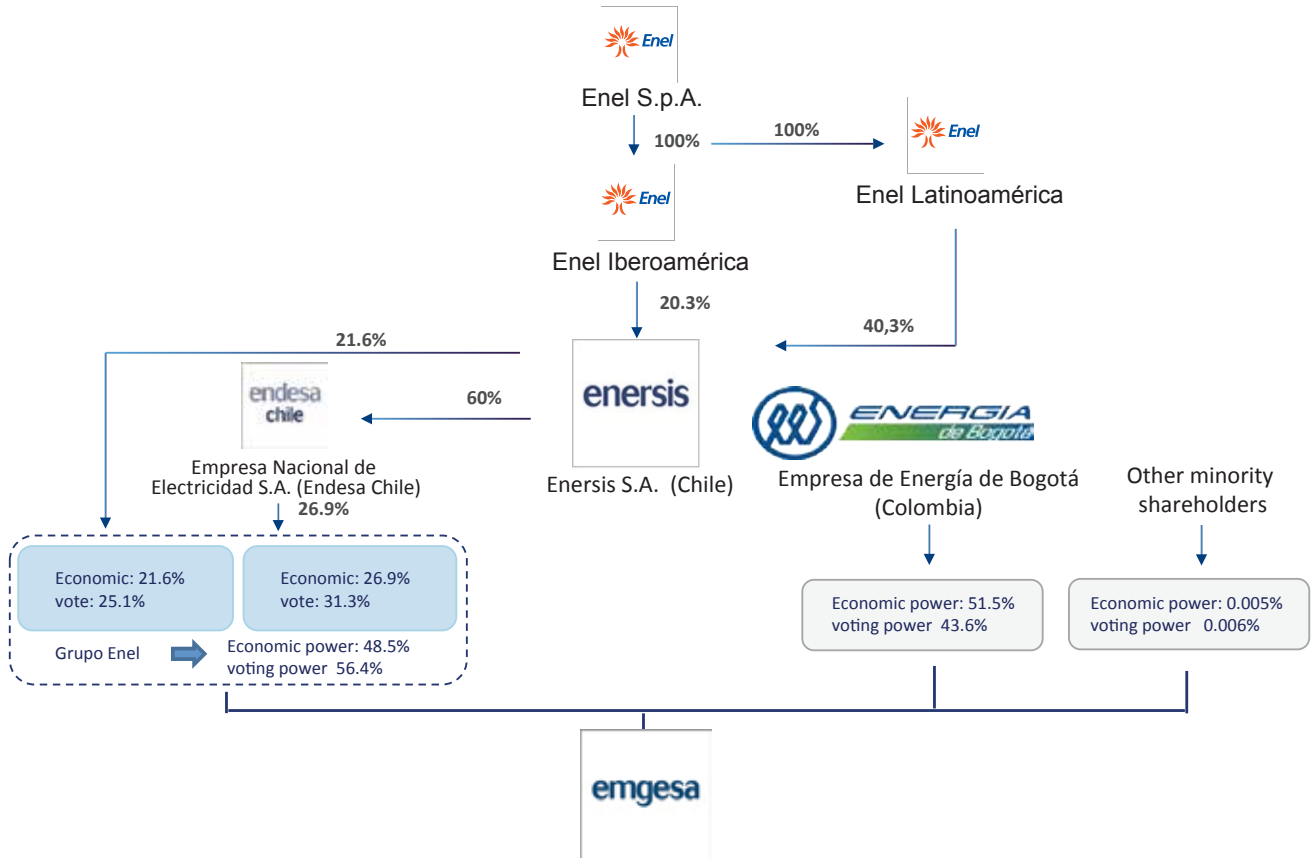 Enel
Enel S.p.A.
100%
100%
Enel
Enel
Enel Latinoamérica
Enel Iberoamérica
20.3%
40,3%
21.6%
endesa
chile
60%
enersis
ENERGIA
de Bogotá
Empresa Nacional de
Electricidad S.A. (Endesa Chile)
Enersis S.A. (Chile)
Empresa de Energía de Bogotá
(Colombia)
Other minority
shareholders
26.9%
Economic: 21.6%
vote: 25.1%
Economic: 26.9%
vote: 31.3%
Grupo Enel
Economic power: 48.5%
voting power 56.4%
Economic power: 51.5%
voting power 43.6%
Economic power: 0.005%
voting power 0.006%
emgesa